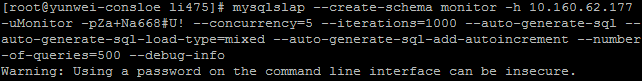 [root@yunwei-consloe li475]# mysqlslap --create-schema monitor -h 10.160.62.177
-uMonitor -pZa+Na668#U! --concurrency=5 --iterations=1000 --auto-generate-sql --
auto-generate-sql-load-type=mixed --auto-generate-sql-add-autoincrement --number
-of-queries=500 --debug-info
Warning: Using a password on the command line interface can be insecure.